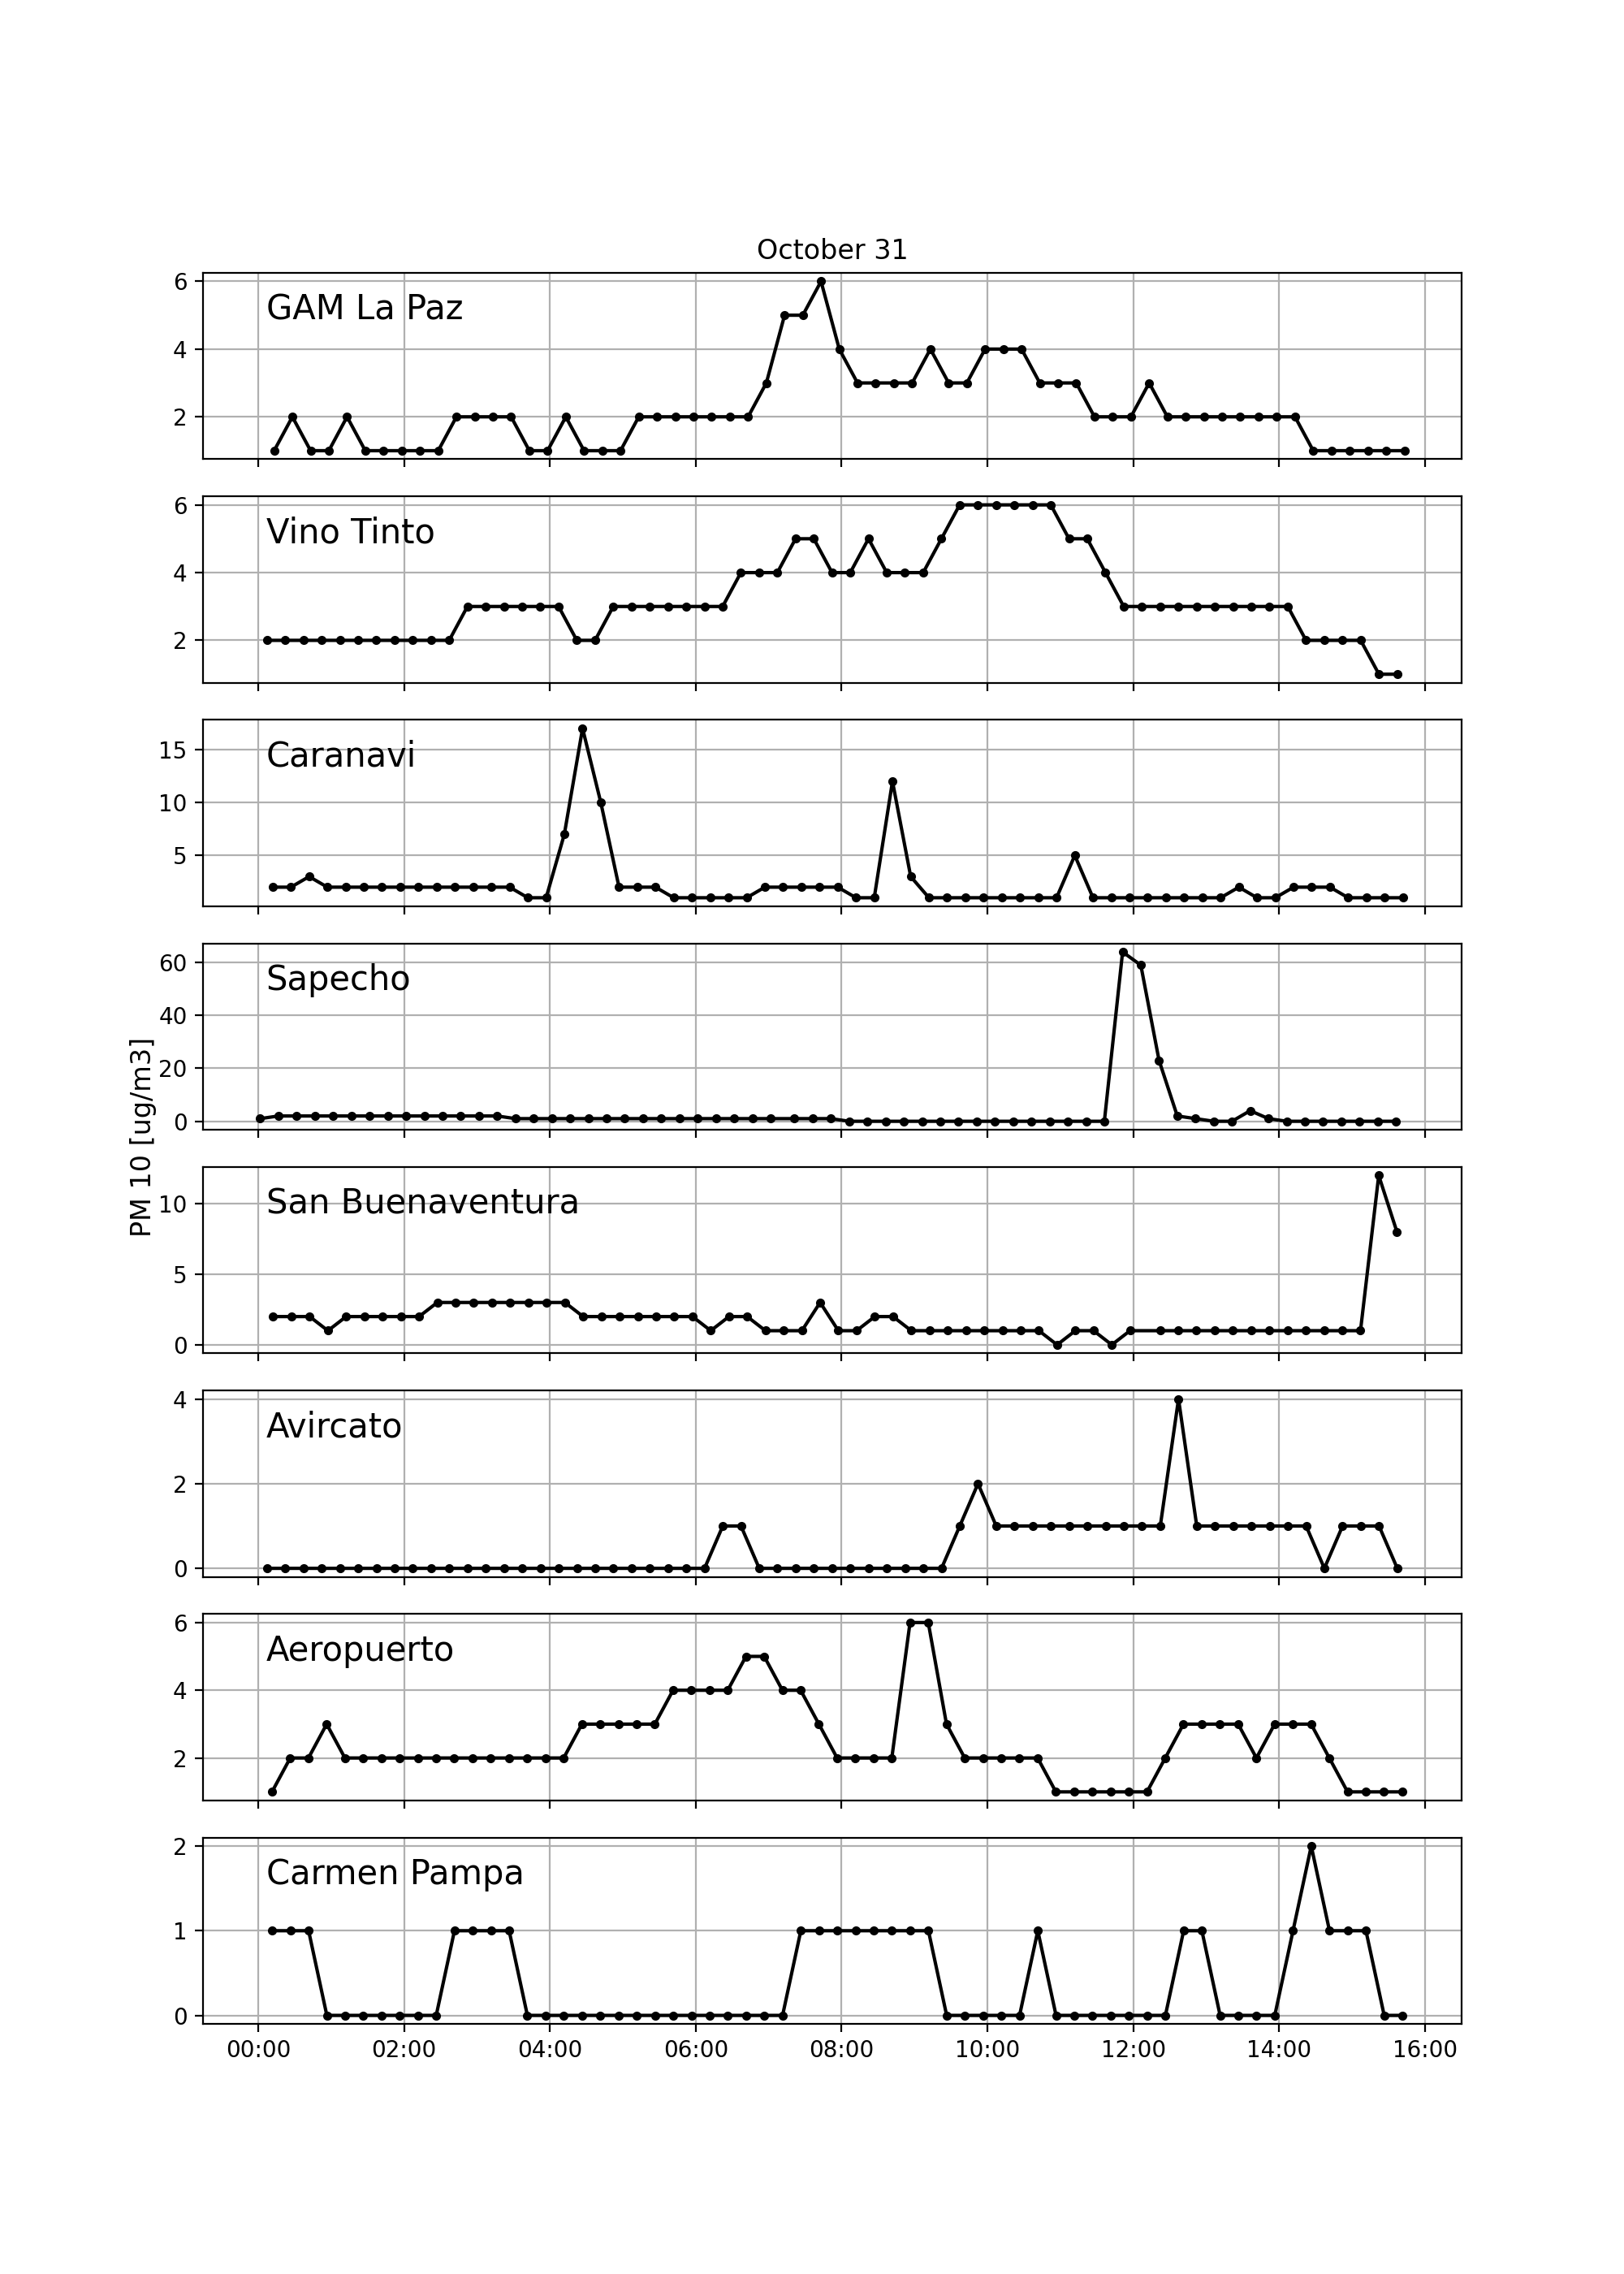 October 31
6
GAM La Paz
4
2
6
Vino Tinto
4
2
15
Caranavi
10
5
60
Sapecho
40
20
0
PM 10 [ug/m3]
10
San Buenaventura
5
0
4
Avircato
2
0
6
Aeropuerto
4
2
2
Carmen Pampa
1
0
00:00 02:00 04:00 06:00 08:00 10:00 12:00 14:00 16:00